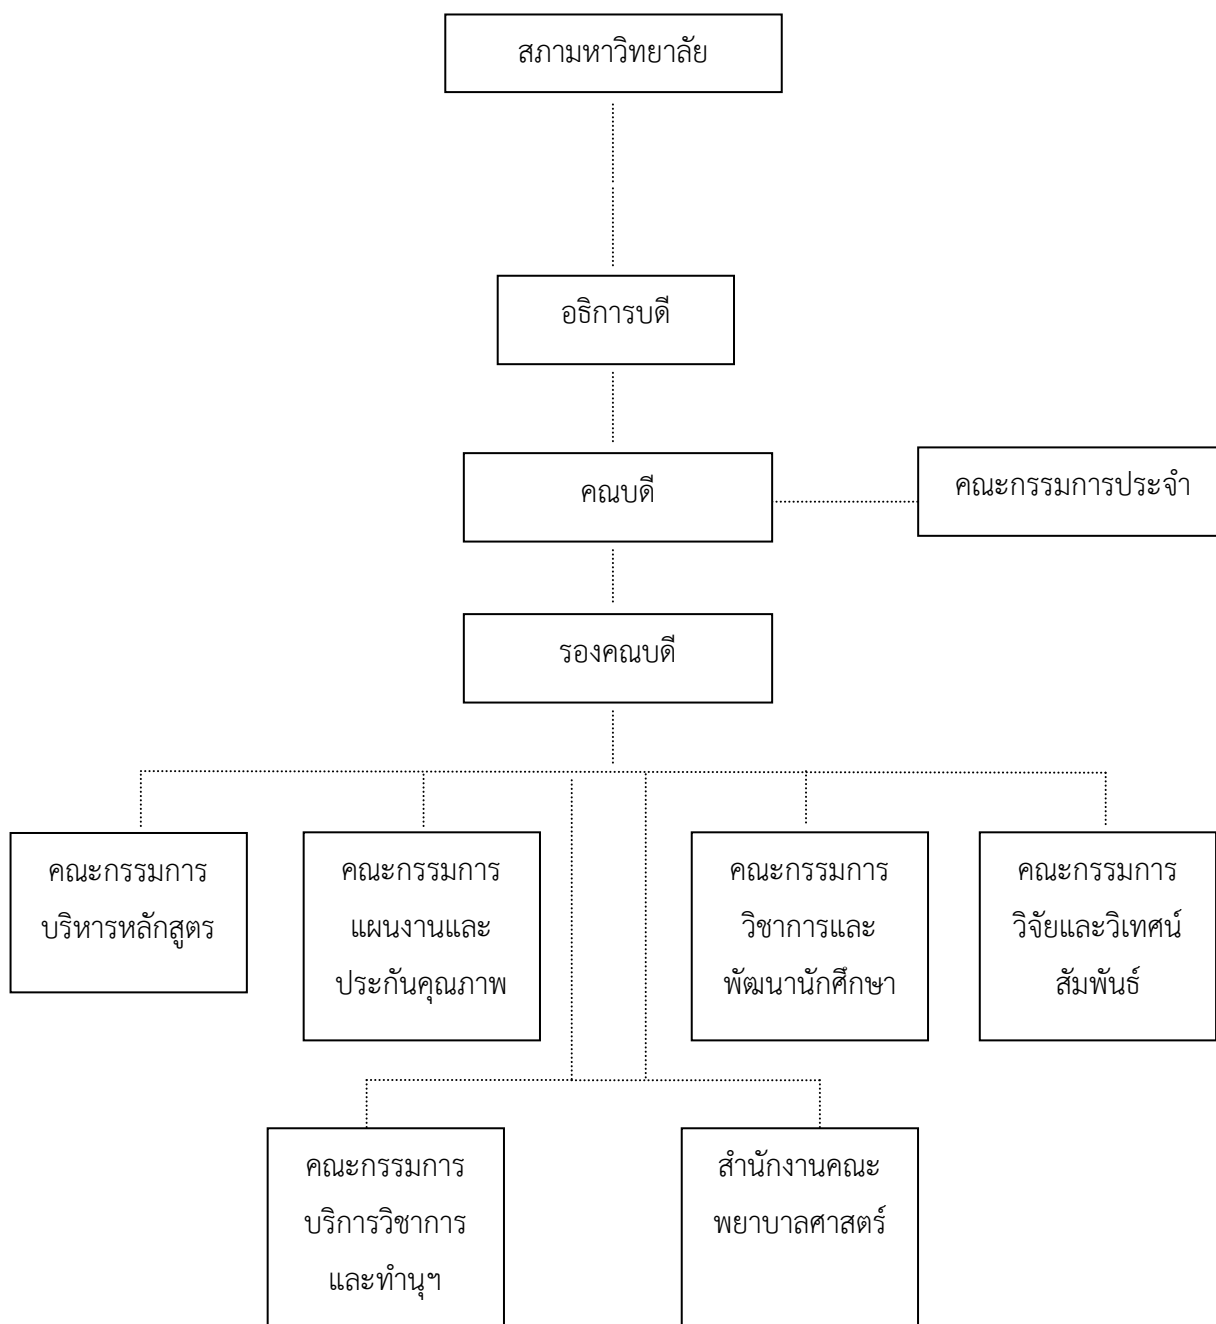 สภามหาวิทยาลัย
อธิการบดี
คณบดี
คณะกรรมการประจำ
รองคณบดี
คณะกรรมการ
บริหารหลักสูตร
คณะกรรมการ
แผนงานและ
ประกันคุณภาพ
คณะกรรมการ
วิชาการและ
พัฒนานักศึกษา
คณะกรรมการ
วิจัยและวิเทศน์
สัมพันธ์
คณะกรรมการ
บริการวิชาการ
และทำนุฯ
สำนักงานคณะ
พยาบาลศาสตร์